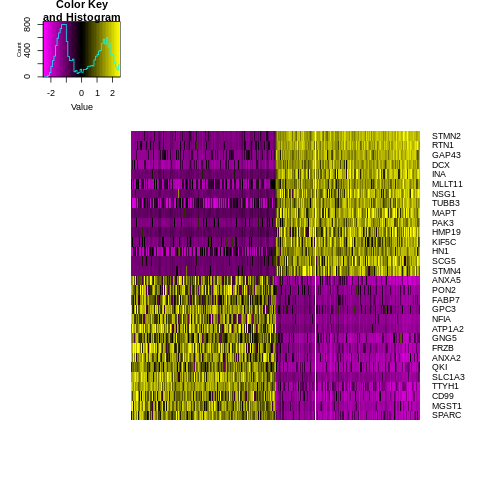 Color Key
and Histogram
Count
0 400 800
-2 0 1 2
Value
STMN2
RTN1
GAP43
DCX
INA
MLLT11
NSG1
TUBB3
MAPT
PAK3
HMP19
KIF5C
HN1
SCG5
STMN4
ANXA5
PON2
FABP7
GPC3
NFIA
ATP1A2
GNG5
FRZB
ANXA2
QKI
SLC1A3
TTYH1
CD99
MGST1
SPARC